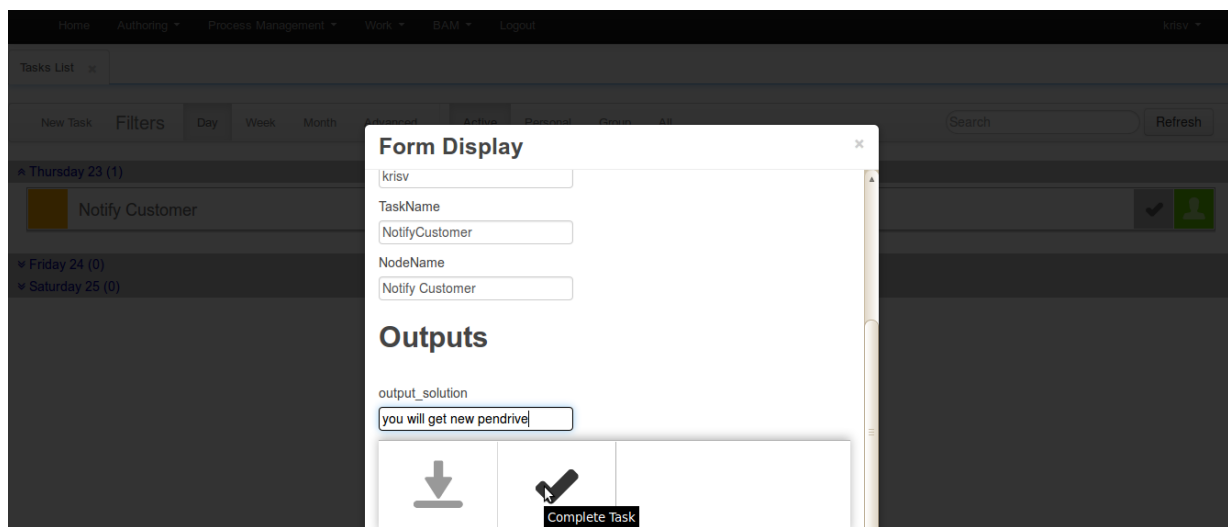 Home Authoring Process Management Work BAM Logout krisv
Tasks List
New Task Filters Day Week Month Advanced Active Personal Group All Search Refresh
Form Display
Thursday 23 (1)
krisv
Notify Customer
TaskName
NotifyCustomer
NodeName
Friday 24 (0)
Notify Customer
Saturday 25 (0)
Outputs
output_solution
you will get new pendrive
Complete Task